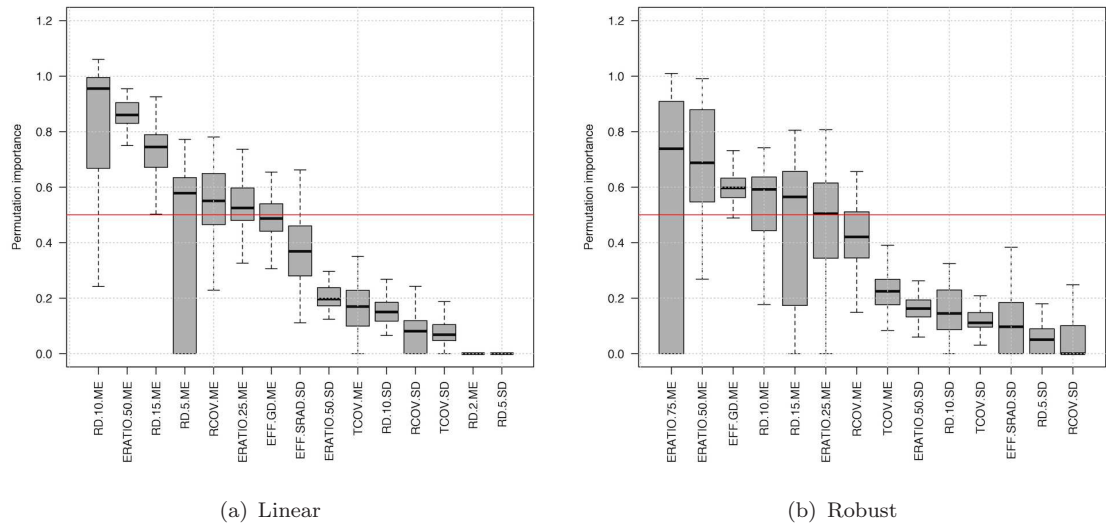 Permutation importance
1.2
1.0
0.8
0.6
0.4
0.2
0.0
RD.10.ME
ERATIO.50.ME
RD.15.ME
RD.5.ME
RCOV.ME
ERATIO.25.ME
EFF.GD.ME
EFF.SRAD.SD
ERATIO.50.SD
TCOV.ME
RD.10.SD
RCOV.SD
TCOV.SD
RD.2.ME
RD.5.SD
(a) Linear
Permutation importance
1.2
1.0
0.8
0.6
0.4
0.2
0.0
ERATIO.75.ME
ERATIO.50.ME
EFF.GD.ME
RD.10.ME
RD.15.ME
ERATIO.25.ME
RCOV.ME
TCOV.ME
ERATIO.50.SD
RD.10.SD
TCOV.SD
EFF.SRAD.SD
RD.5.SD
RCOV.SD
(b) Robust